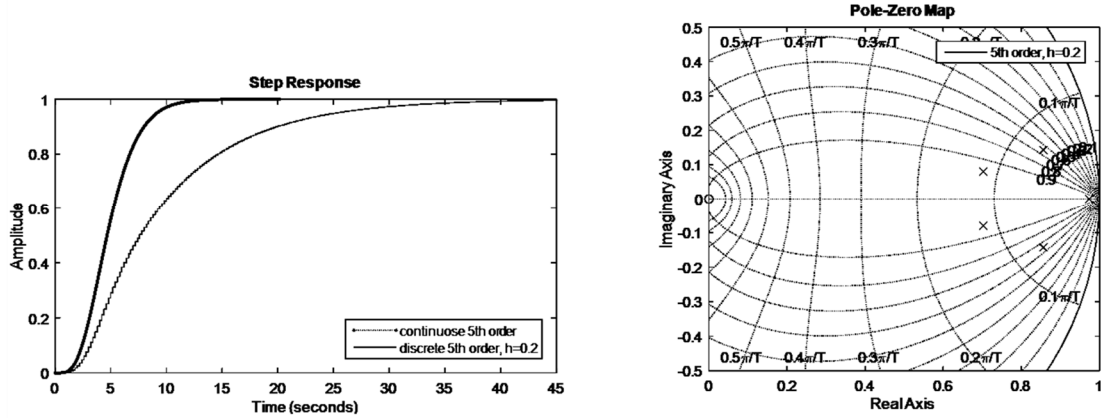 Step Response
Amplitude
1
0.8
0.6
0.4
0.2
0
0 5 10 15 20 25 30 35 40 45
Time (seconds)
continuose 5th order
discrete 5th order, h=0.2
Pole-Zero Map
Imaginary Axis
0.5
0.4
0.3
0.2
0.1
0
-0.1
-0.2
-0.3
-0.4
-0.5
0 0.2 0.4 0.6 0.8 1
Real Axis
5th order, h=0.2
0.5π/T 0.4π/T 0.3π/T
0.1π/T
0.9
0.1π/T
0.5π/T 0.4π/T 0.3π/T 0.2π/T